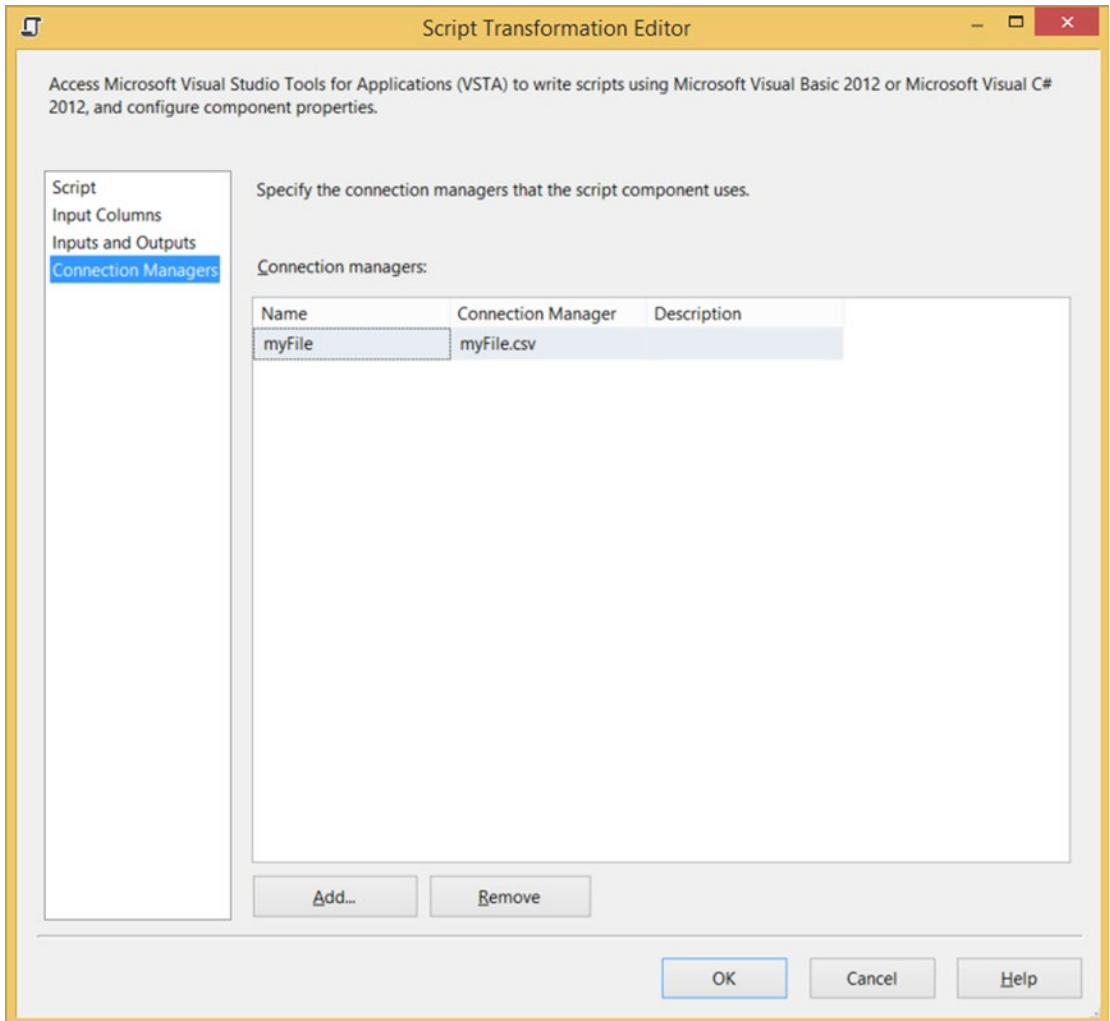 Script Transformation Editor
Access Microsoft Visual Studio Tools for Applications (VSTA) to write scripts using Microsoft Visual Basic 2012 or Microsoft Visual C#
2012, and configure component properties.
Script
Input Columns
Inputs and Outputs
Connection Managers
Specify the connection managers that the script component uses.
Connection managers:
Name Connection Manager Description
myFile myFile.csv
Add... Remove
OK Cancel Help